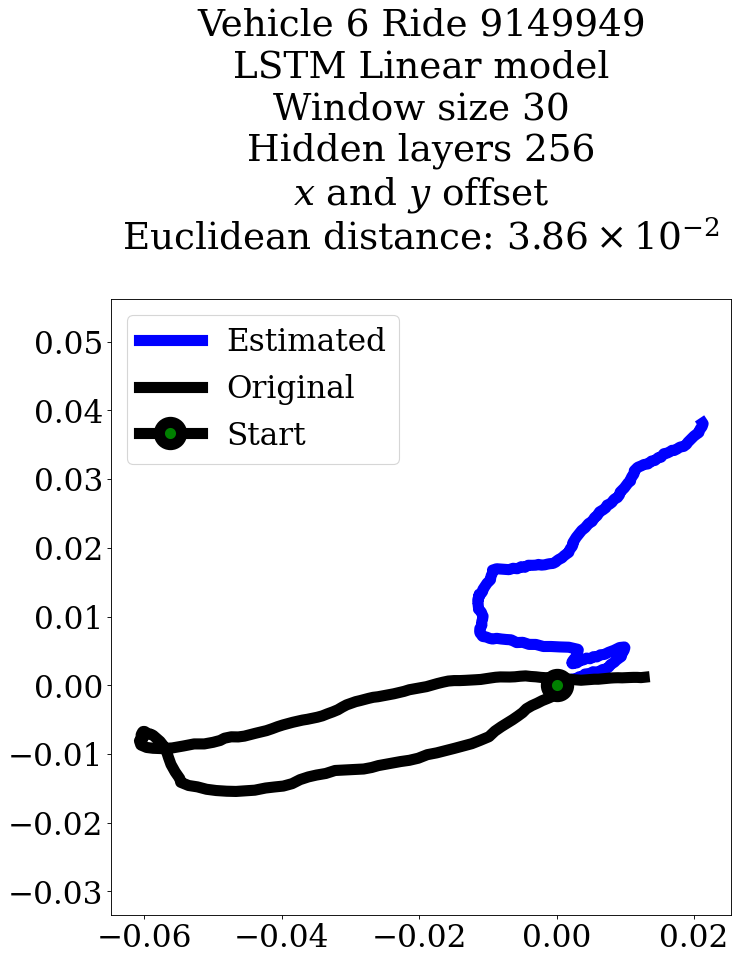 Vehicle 6 Ride 9149949
LSTM Linear model
Window size 30
Hidden layers 256
x and y offset
Euclidean distance: 3.86 × 10⁻²
Estimated
Original
Start
0.05
0.04
0.03
0.02
0.01
0.00
−0.01
−0.02
−0.03
−0.06 −0.04 −0.02 0.00 0.02